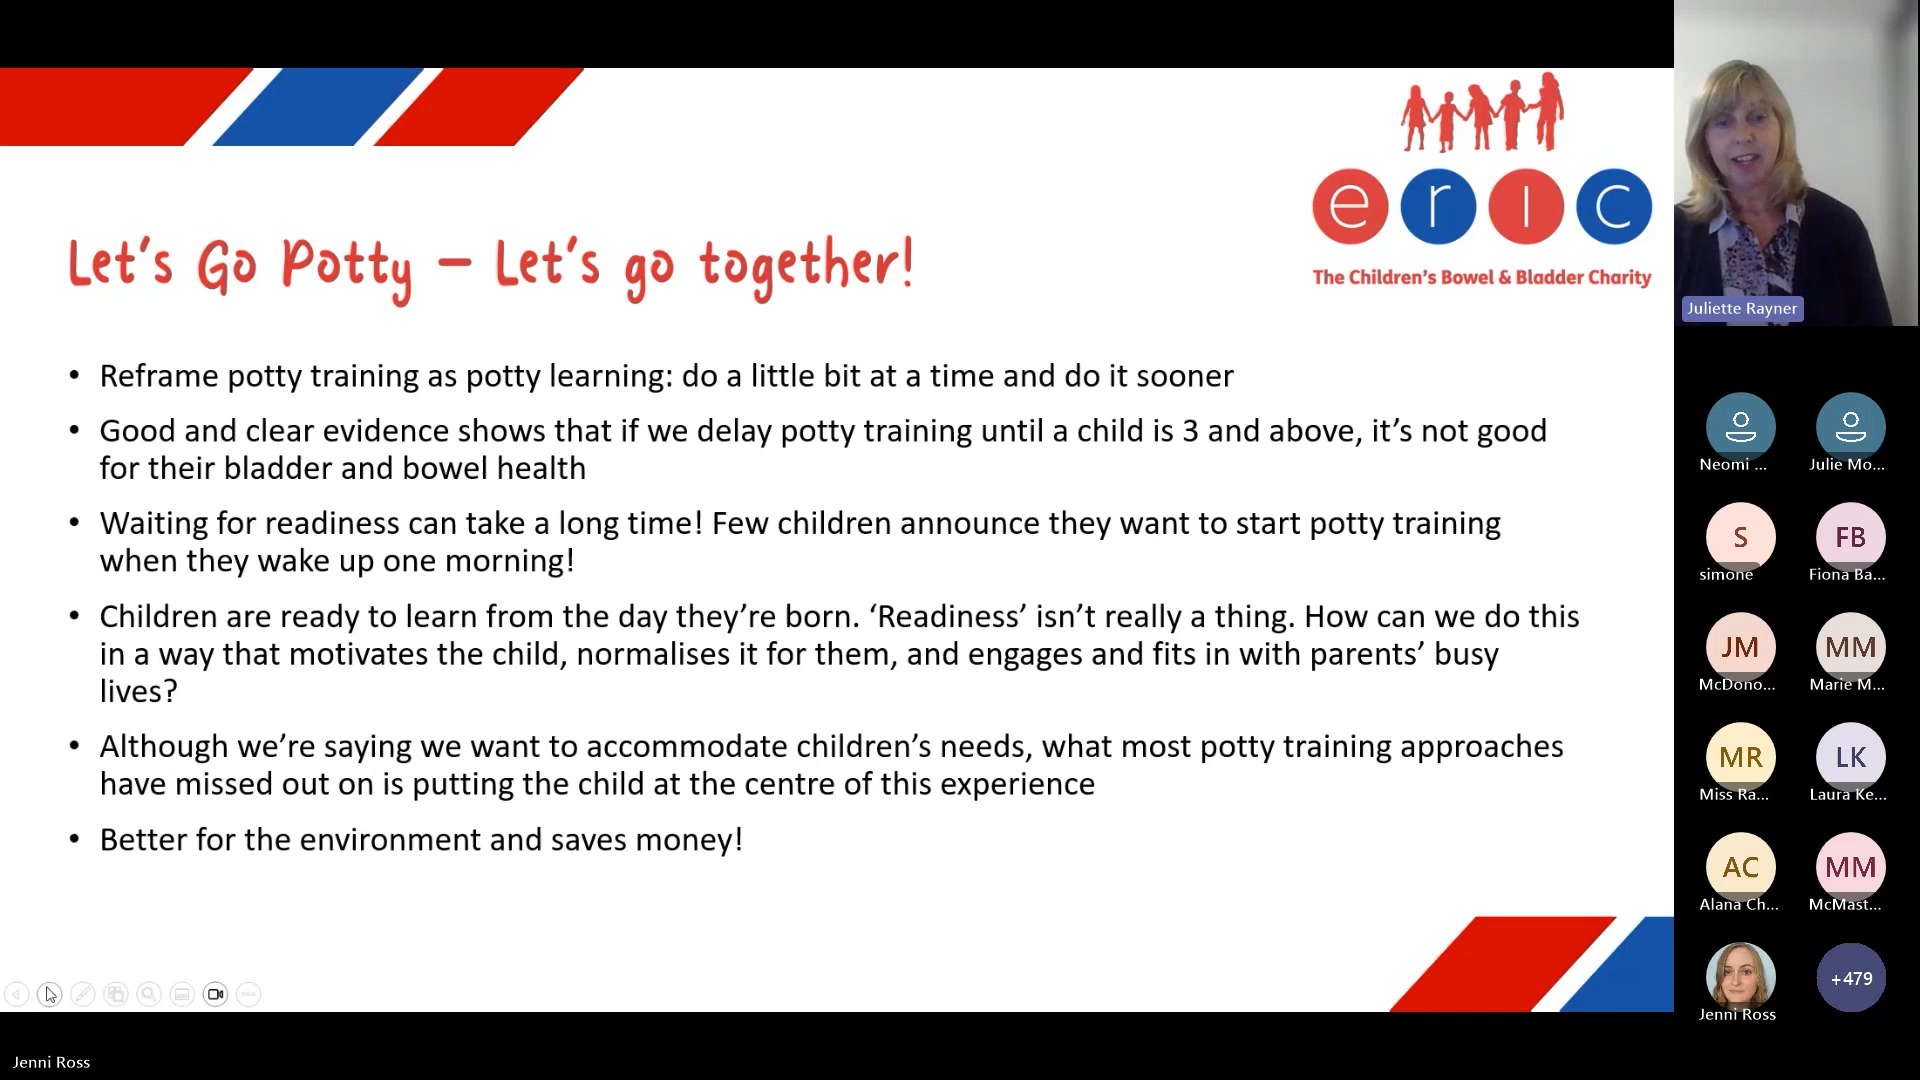 eric
The Children's Bowel & Bladder Charity
Let's Go Potty – Let's go together!
• Reframe potty training as potty learning: do a little bit at a time and do it sooner
• Good and clear evidence shows that if we delay potty training until a child is 3 and above, it's not good
for their bladder and bowel health
• Waiting for readiness can take a long time! Few children announce they want to start potty training
when they wake up one morning!
• Children are ready to learn from the day they're born. 'Readiness' isn't really a thing. How can we do this
in a way that motivates the child, normalises it for them, and engages and fits in with parents' busy
lives?
• Although we're saying we want to accommodate children's needs, what most potty training approaches
have missed out on is putting the child at the centre of this experience
• Better for the environment and saves money!
Jenni Ross
Juliette Rayner
Neomi ...
Julie Mo...
S
simone
FB
Fiona Ba...
JM
McDono...
MM
Marie M...
MR
Miss Ra...
LK
Laura Ke...
AC
Alana Ch...
MM
McMast...
Jenni Ross
+479